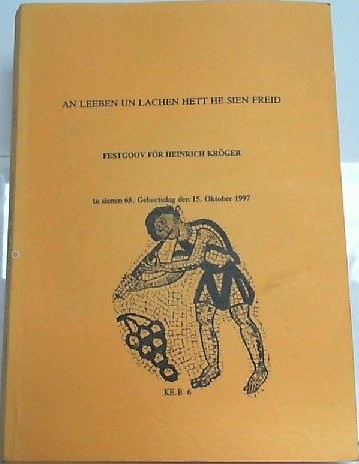 AN LEEBEN UN LACHEN HETT HE SIEN FREID
FESTGOOV FÖR HEINRICH KRÖGER
to sienen 65. Geburtsdag den 15. Oktober 1997
KE.B 6